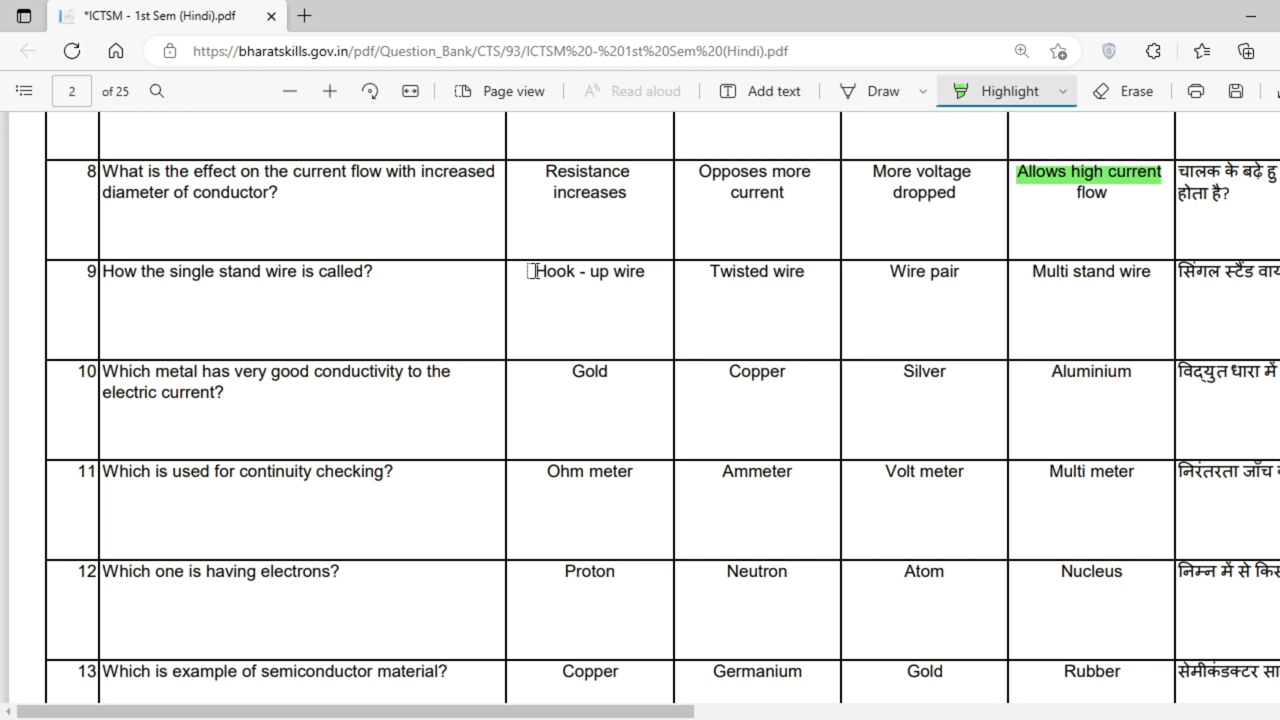 *ICTSM - 1st Sem (Hindi).pdf
https://bharatskills.gov.in/pdf/Question_Bank/CTS/93/ICTSM%20-%201st%20Sem%20(Hindi).pdf
2 of 25 Page view Read aloud Add text Draw Highlight Erase
8 What is the effect on the current flow with increased Resistance Opposes more More voltage Allows high current चालक के बढ़े हु
diameter of conductor? increases current dropped flow होता है?
9 How the single stand wire is called? Hook - up wire Twisted wire Wire pair Multi stand wire सिंगल स्टैंड वाय
10 Which metal has very good conductivity to the Gold Copper Silver Aluminium विद्युत धारा में
electric current?
11 Which is used for continuity checking? Ohm meter Ammeter Volt meter Multi meter निरंतरता जाँच
12 Which one is having electrons? Proton Neutron Atom Nucleus निम्न में से किस
13 Which is example of semiconductor material? Copper Germanium Gold Rubber सेमीकंडक्टर सा